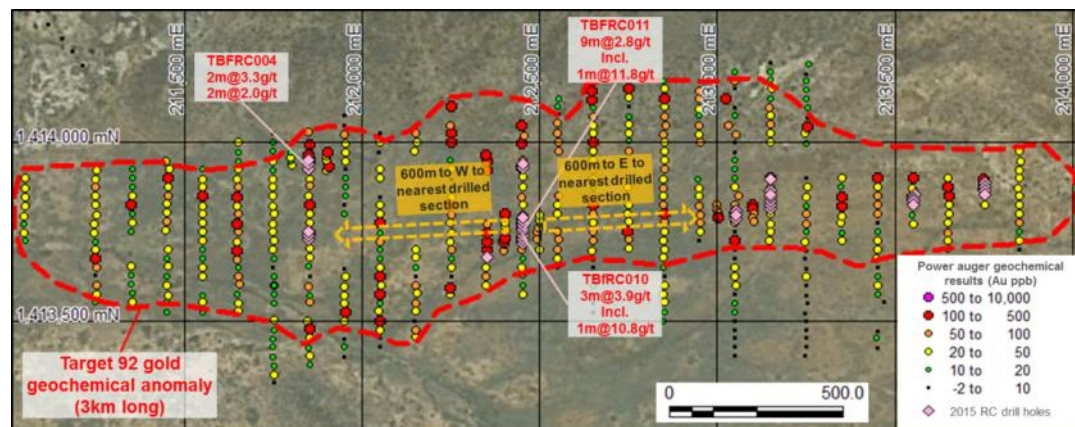 211,500 mE
212,000 mE
212,500 mE
213,000 mE
213,500 mE
214,000 mE
TBFRC004
2m@3.3g/t
2m@2.0g/t
TBFRC011
9m@2.8g/t
Incl.
1m@11.8g/t
1,414,000 mN
600m to W to
nearest drilled
section
600m to E to
nearest drilled
section
TBfRC010
3m@3.9g/t
Incl.
1m@10.8g/t
1,413,500 mN
Target 92 gold
geochemical anomaly
(3km long)
0
500.0
Power auger geochemical
results (Au ppb)
500 to 10,000
100 to 500
50 to 100
20 to 50
10 to 20
-2 to 10
2015 RC drill holes